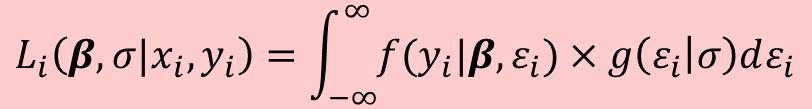 L_i(β, σ|x_i, y_i) = ∫_{−∞}^{∞} f(y_i|β, ε_i) × g(ε_i|σ)dε_i